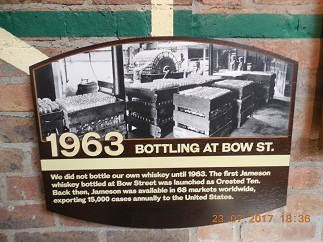 1963 BOTTLING AT BOW ST.
We did not bottle our own whiskey until 1963. The first Jameson
whiskey bottled at Bow Street was launched as Crested Ten.
Back then, Jameson was available in 68 markets worldwide,
exporting 15,000 cases annually to the United States.
23-07-2017 18:36